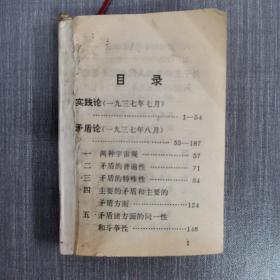 目录
实践论(一九三七年七月)
……1—54
矛盾论(一九三七年八月)
……55—187
一 两种宇宙观……57
二 矛盾的普遍性……71
三 矛盾的特殊性……84
四 主要的矛盾和主要的
矛盾方面……124
五 矛盾诸方面的同一性
和斗争性……148
1